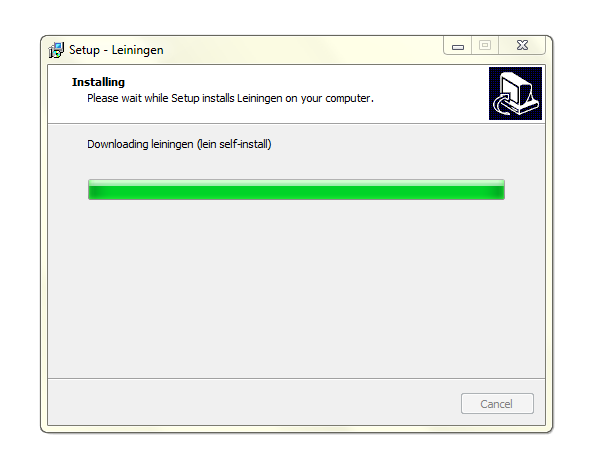 Setup - Leiningen
Installing
Please wait while Setup installs Leiningen on your computer.
Downloading leiningen (lein self-install)
Cancel